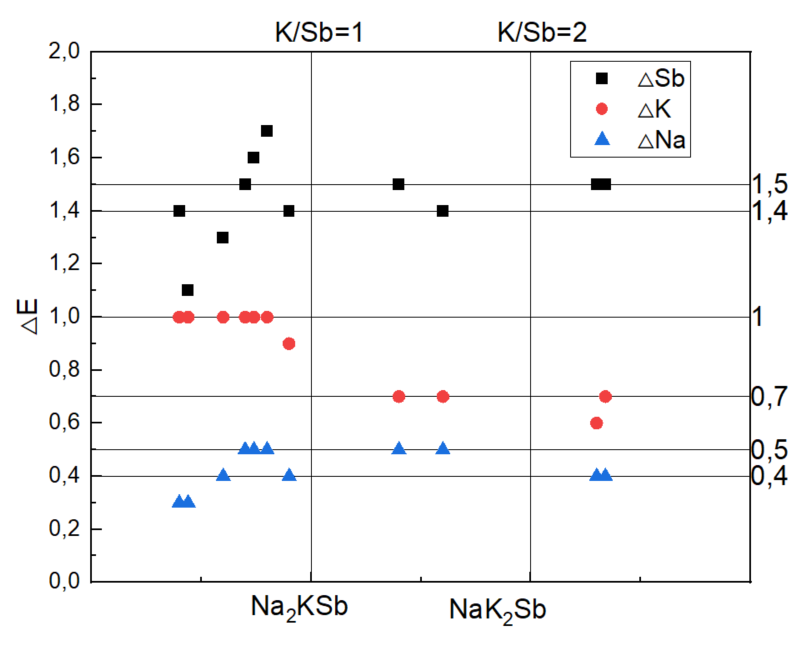 K/Sb=1 K/Sb=2
2,0
△Sb
1,8
△K
△Na
1,6
1,5
1,4 1,4
1,2
△E
1,0 1
0,8
0,7
0,6
0,5
0,4 0,4
0,2
0,0
Na₂KSb NaK₂Sb